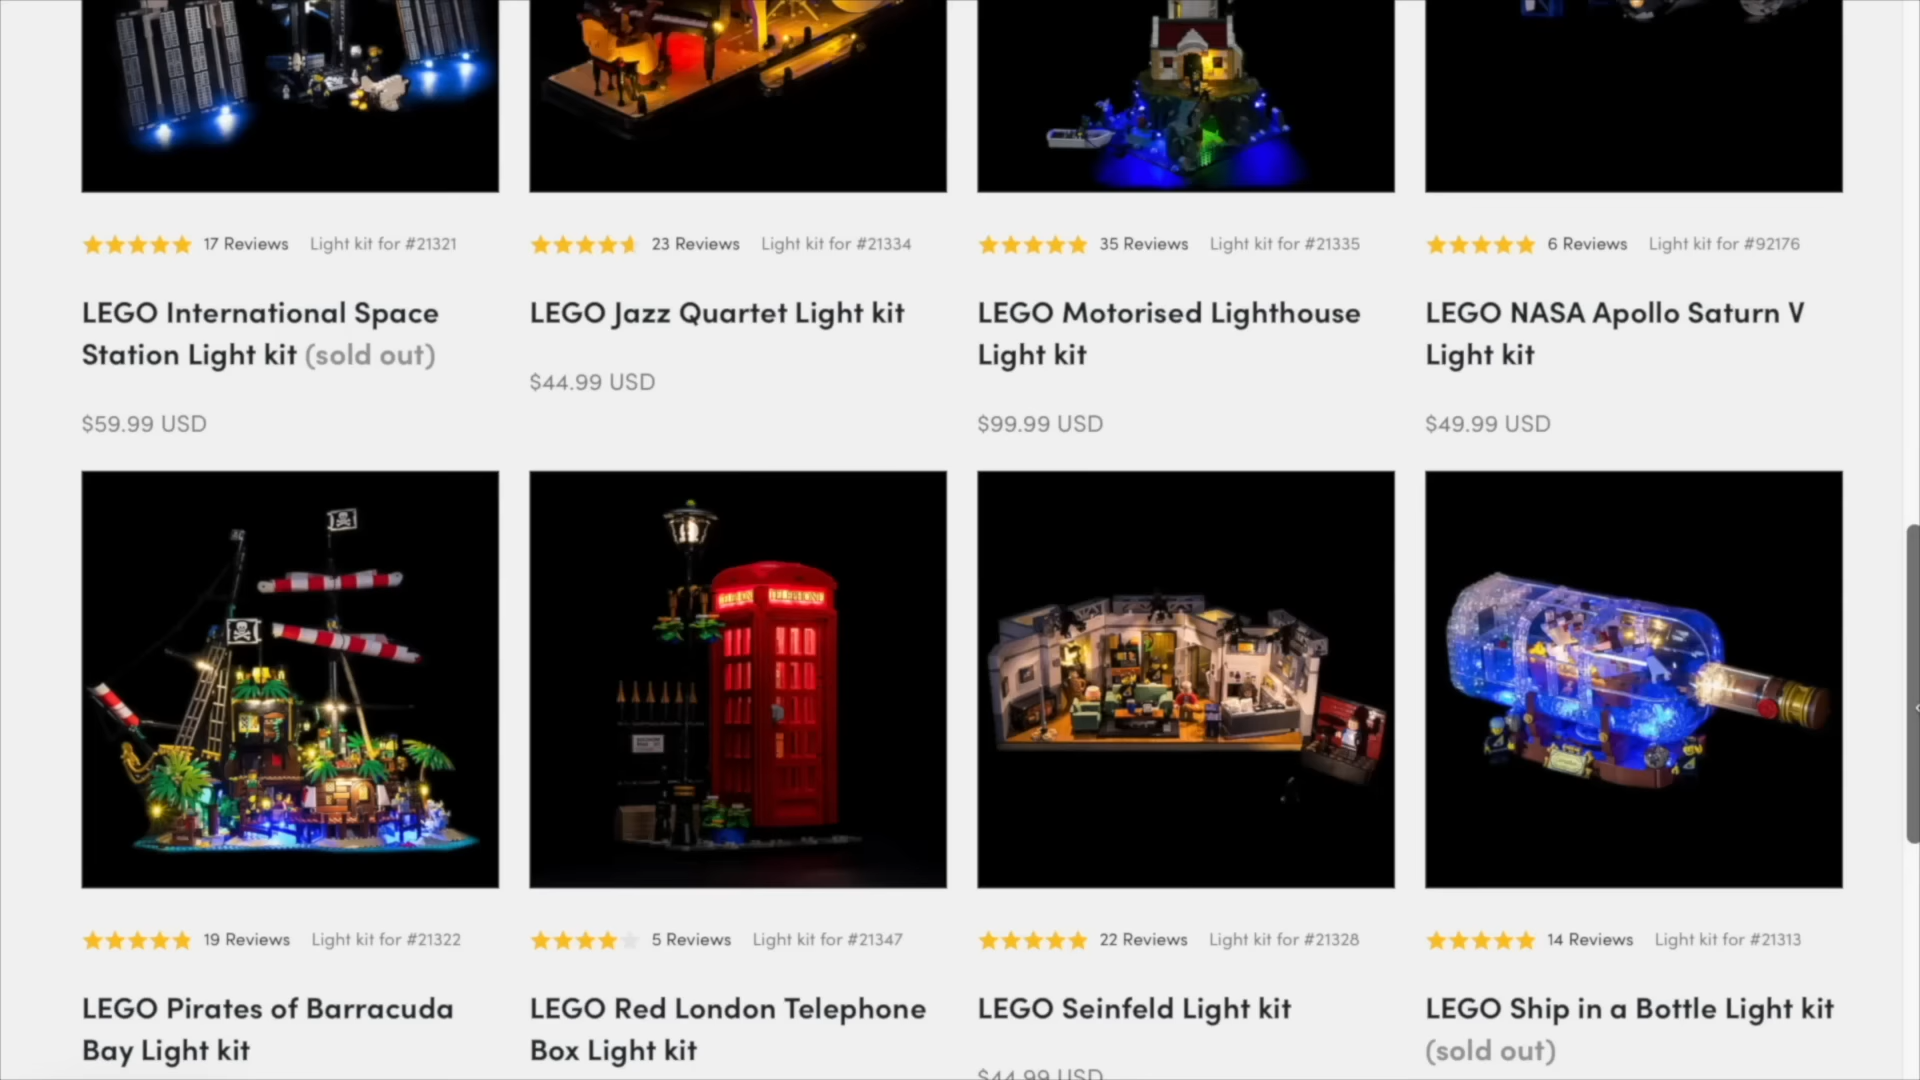 17 Reviews Light kit for #21321
23 Reviews Light kit for #21334
35 Reviews Light kit for #21335
6 Reviews Light kit for #92176
LEGO International Space
Station Light kit (sold out)
$59.99 USD
LEGO Jazz Quartet Light kit
$44.99 USD
LEGO Motorised Lighthouse
Light kit
$99.99 USD
LEGO NASA Apollo Saturn V
Light kit
$49.99 USD
TELEPHONE
19 Reviews Light kit for #21322
5 Reviews Light kit for #21347
22 Reviews Light kit for #21328
14 Reviews Light kit for #21313
LEGO Pirates of Barracuda
Bay Light kit
LEGO Red London Telephone
Box Light kit
LEGO Seinfeld Light kit
$44.99 USD
LEGO Ship in a Bottle Light kit
(sold out)